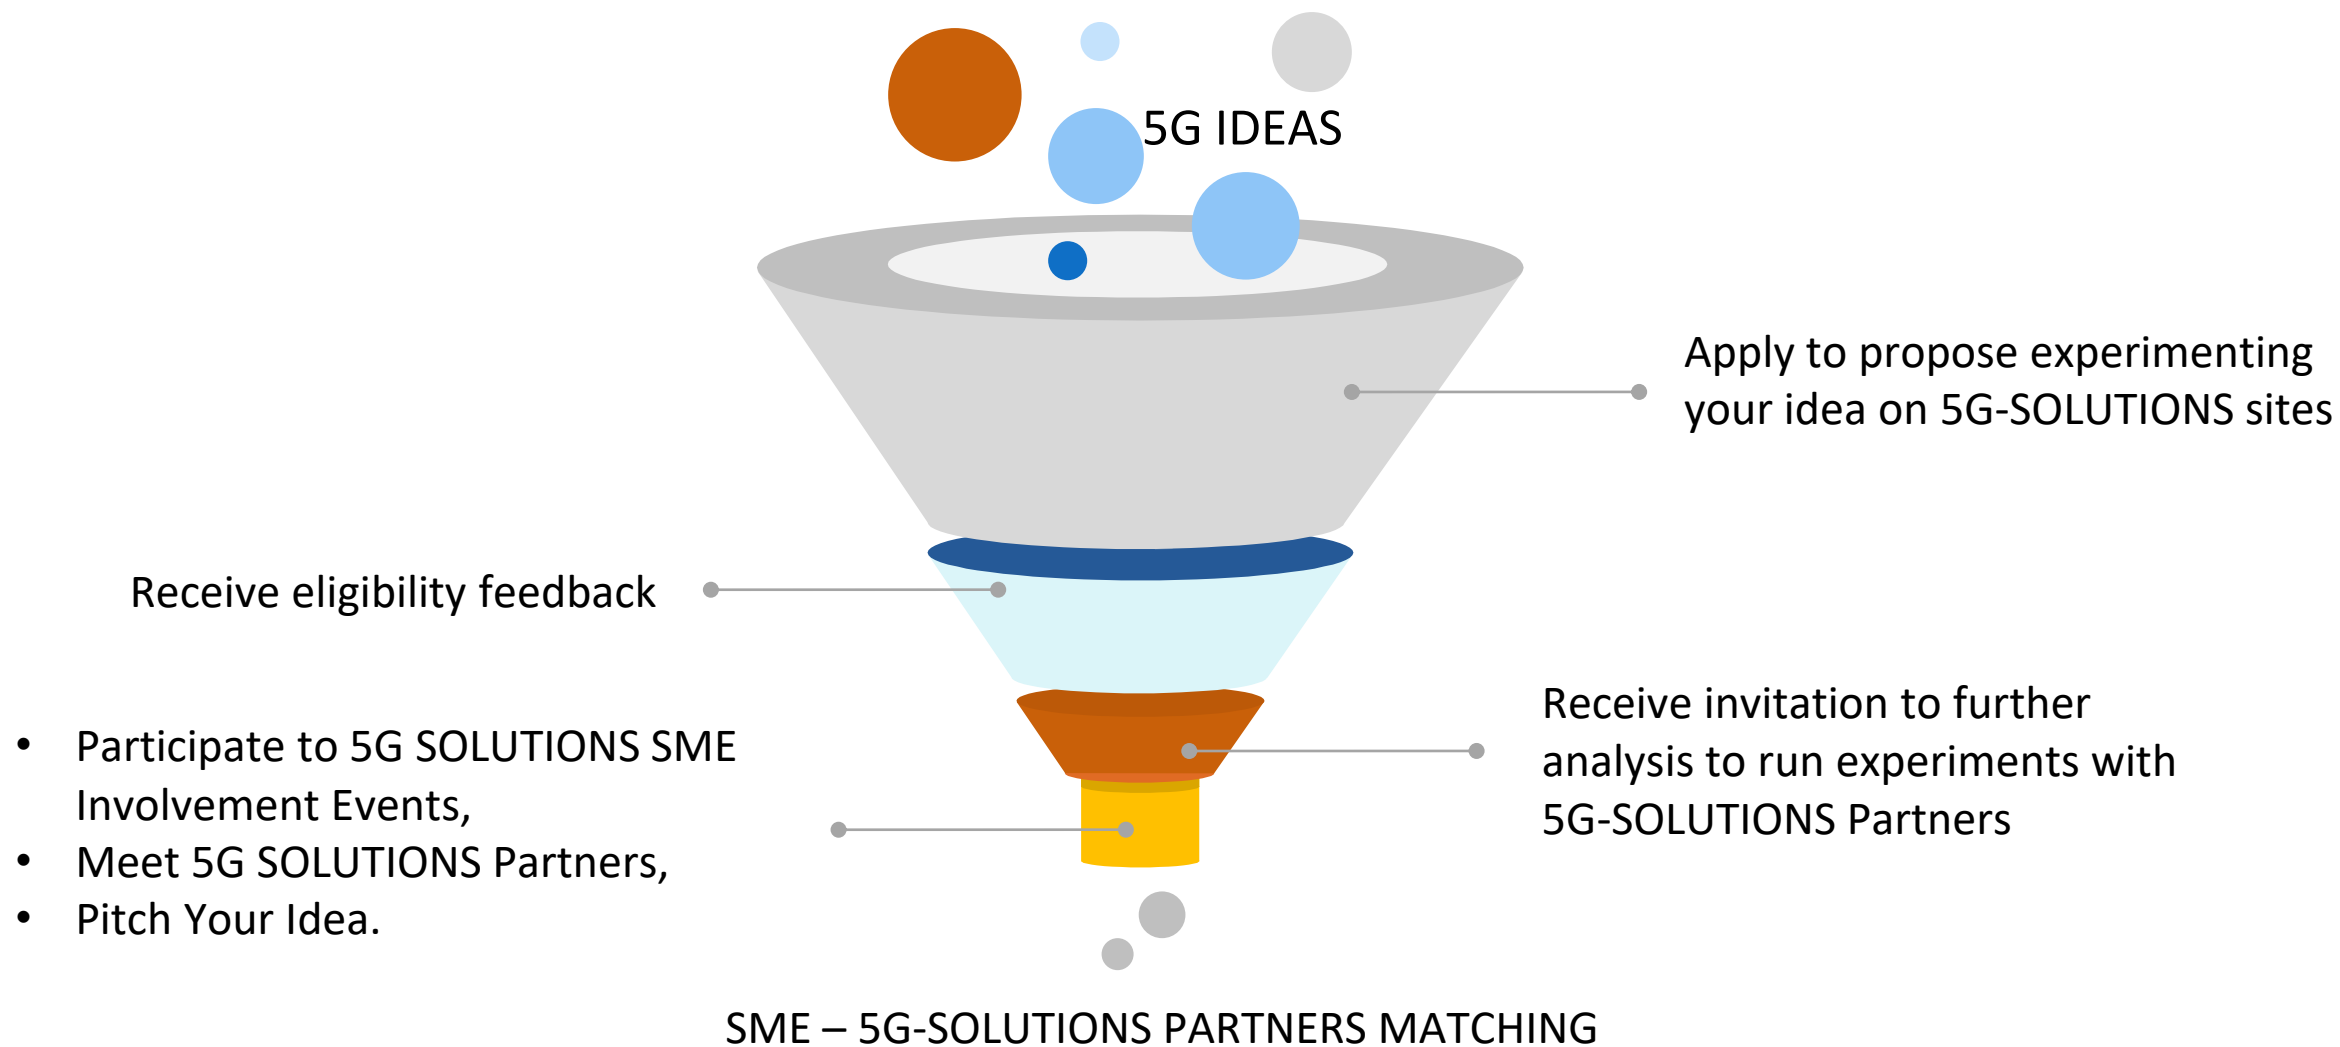 5G IDEAS
Apply to propose experimenting
your idea on 5G-SOLUTIONS sites
Receive eligibility feedback
Receive invitation to further
analysis to run experiments with
5G-SOLUTIONS Partners
• Participate to 5G SOLUTIONS SME
Involvement Events,
• Meet 5G SOLUTIONS Partners,
• Pitch Your Idea.
SME – 5G-SOLUTIONS PARTNERS MATCHING